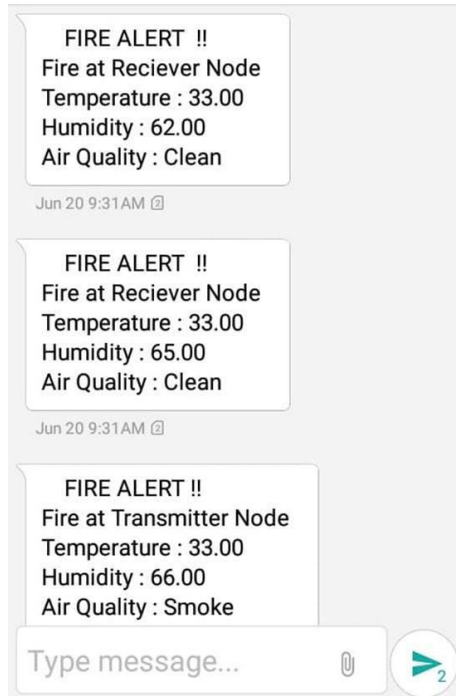 FIRE ALERT !!
Fire at Reciever Node
Temperature : 33.00
Humidity : 62.00
Air Quality : Clean
Jun 20 9:31AM 2
FIRE ALERT !!
Fire at Reciever Node
Temperature : 33.00
Humidity : 65.00
Air Quality : Clean
Jun 20 9:31AM 2
FIRE ALERT !!
Fire at Transmitter Node
Temperature : 33.00
Humidity : 66.00
Air Quality : Smoke
Type message...
2